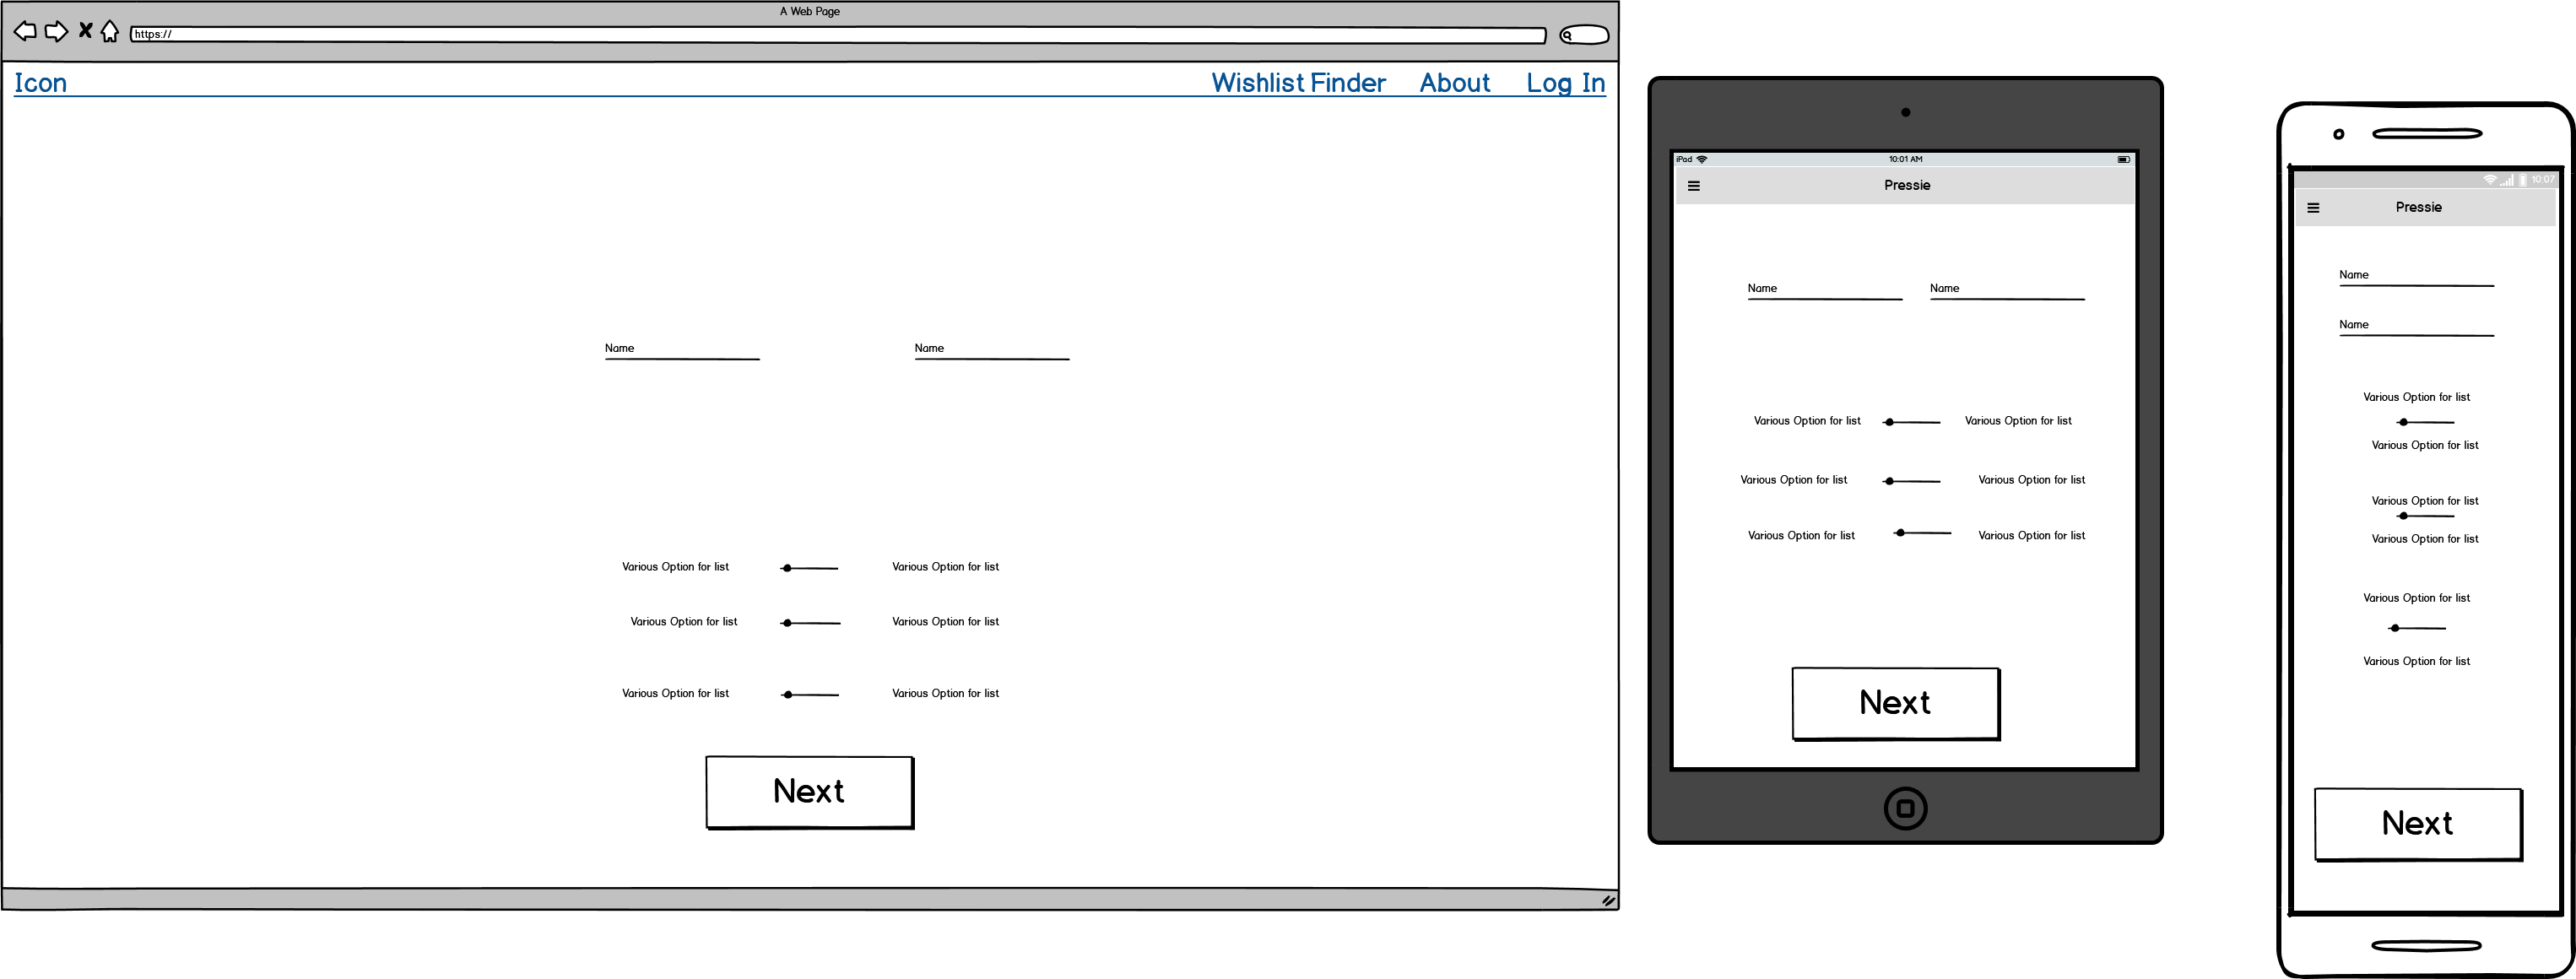 A Web Page
https://
Icon Wishlist Finder About Log In
Name Name
Various Option for list Various Option for list
Various Option for list Various Option for list
Various Option for list Various Option for list
Next
iPad 10:01 AM
Pressie
Name Name
Various Option for list Various Option for list
Various Option for list Various Option for list
Various Option for list Various Option for list
Next
10:07
Pressie
Name
Name
Various Option for list
Various Option for list
Various Option for list
Various Option for list
Various Option for list
Various Option for list
Next